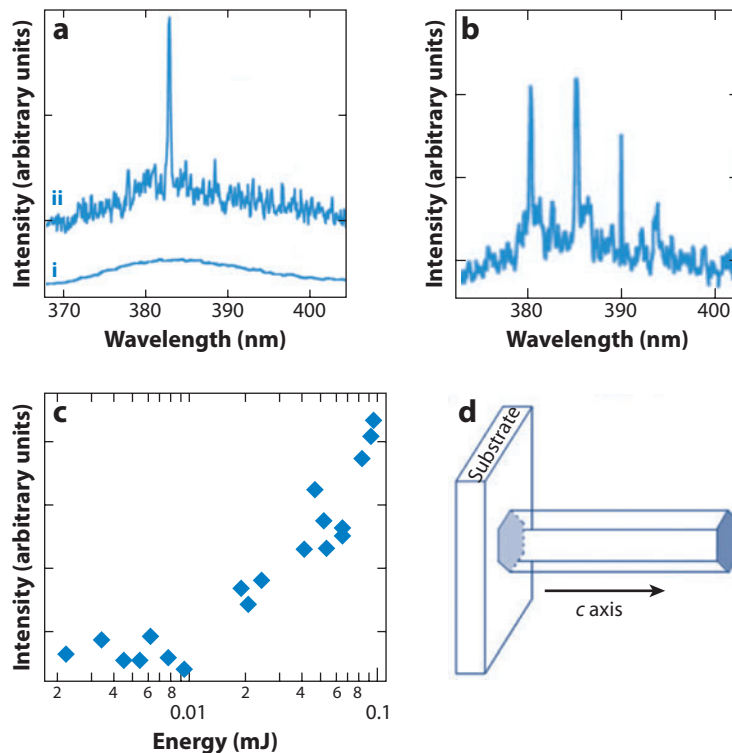 a
Intensity (arbitrary units)
ii
i
370 380 390 400
Wavelength (nm)
b
Intensity (arbitrary units)
380 390 400
Wavelength (nm)
c
Intensity (arbitrary units)
2 4 6 8 2 4 6 8
0.01 0.1
Energy (mJ)
d
Substrate
c axis